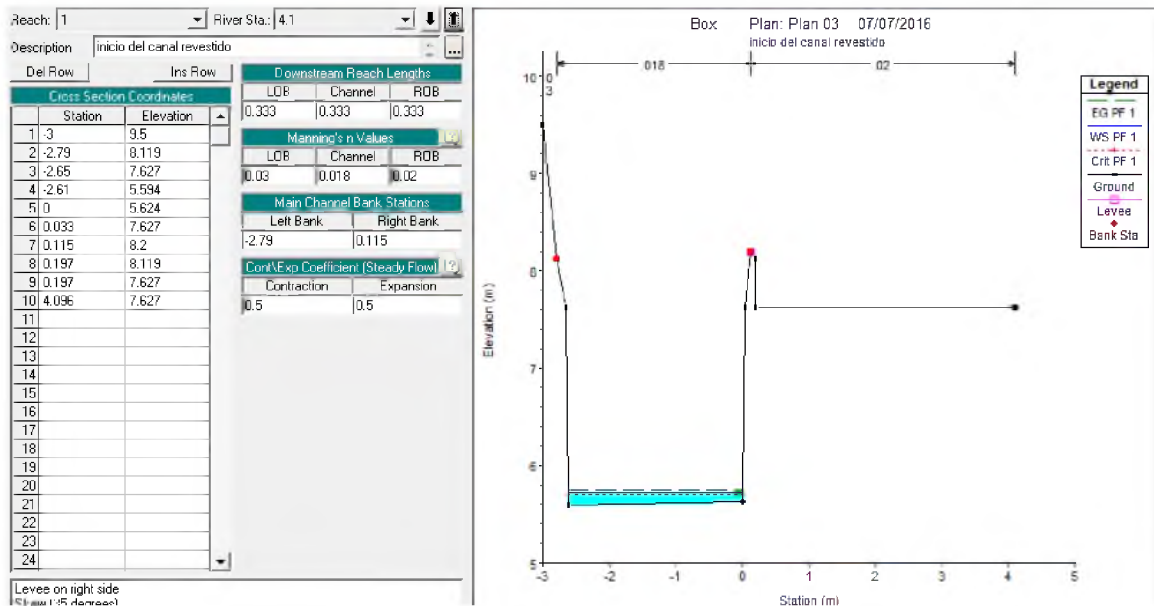 Reach: 1 River Sta.: 4.1
Description inicio del canal revestido ...
Del Row Ins Row
Cross Section Coordinates
Station Elevation
1 -3 9.5
2 -2.79 8.119
3 -2.65 7.627
4 -2.61 5.594
5 0 5.624
6 0.033 7.627
7 0.115 8.2
8 0.197 8.119
9 0.197 7.627
10 4.096 7.627
11
12
13
14
15
16
17
18
19
20
21
22
23
24
Downstream Reach Lengths
LOB Channel ROB
0.333 0.333 0.333
Manning's n Values ?
LOB Channel ROB
0.03 0.018 0.02
Main Channel Bank Stations
Left Bank Right Bank
-2.79 0.115
Cont\Exp Coefficient (Steady Flow) ?
Contraction Expansion
0.5 0.5
Levee on right side
Box Plan: Plan 03 07/07/2016
inicio del canal revestido
.0
3
.018
.02
10
9
8
7
6
5
Elevation (m)
-3 -2 -1 0 1 2 3 4 5
Station (m)
Legend
EG PF 1
WS PF 1
Crit PF 1
Ground
Levee
Bank Sta